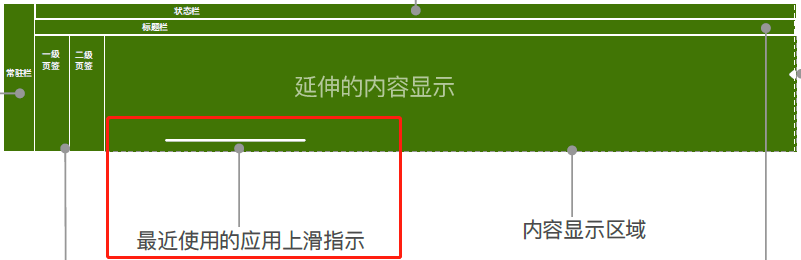 状态栏
标题栏
常驻栏
一级
页签
二级
页签
延伸的内容显示
最近使用的应用上滑指示
内容显示区域